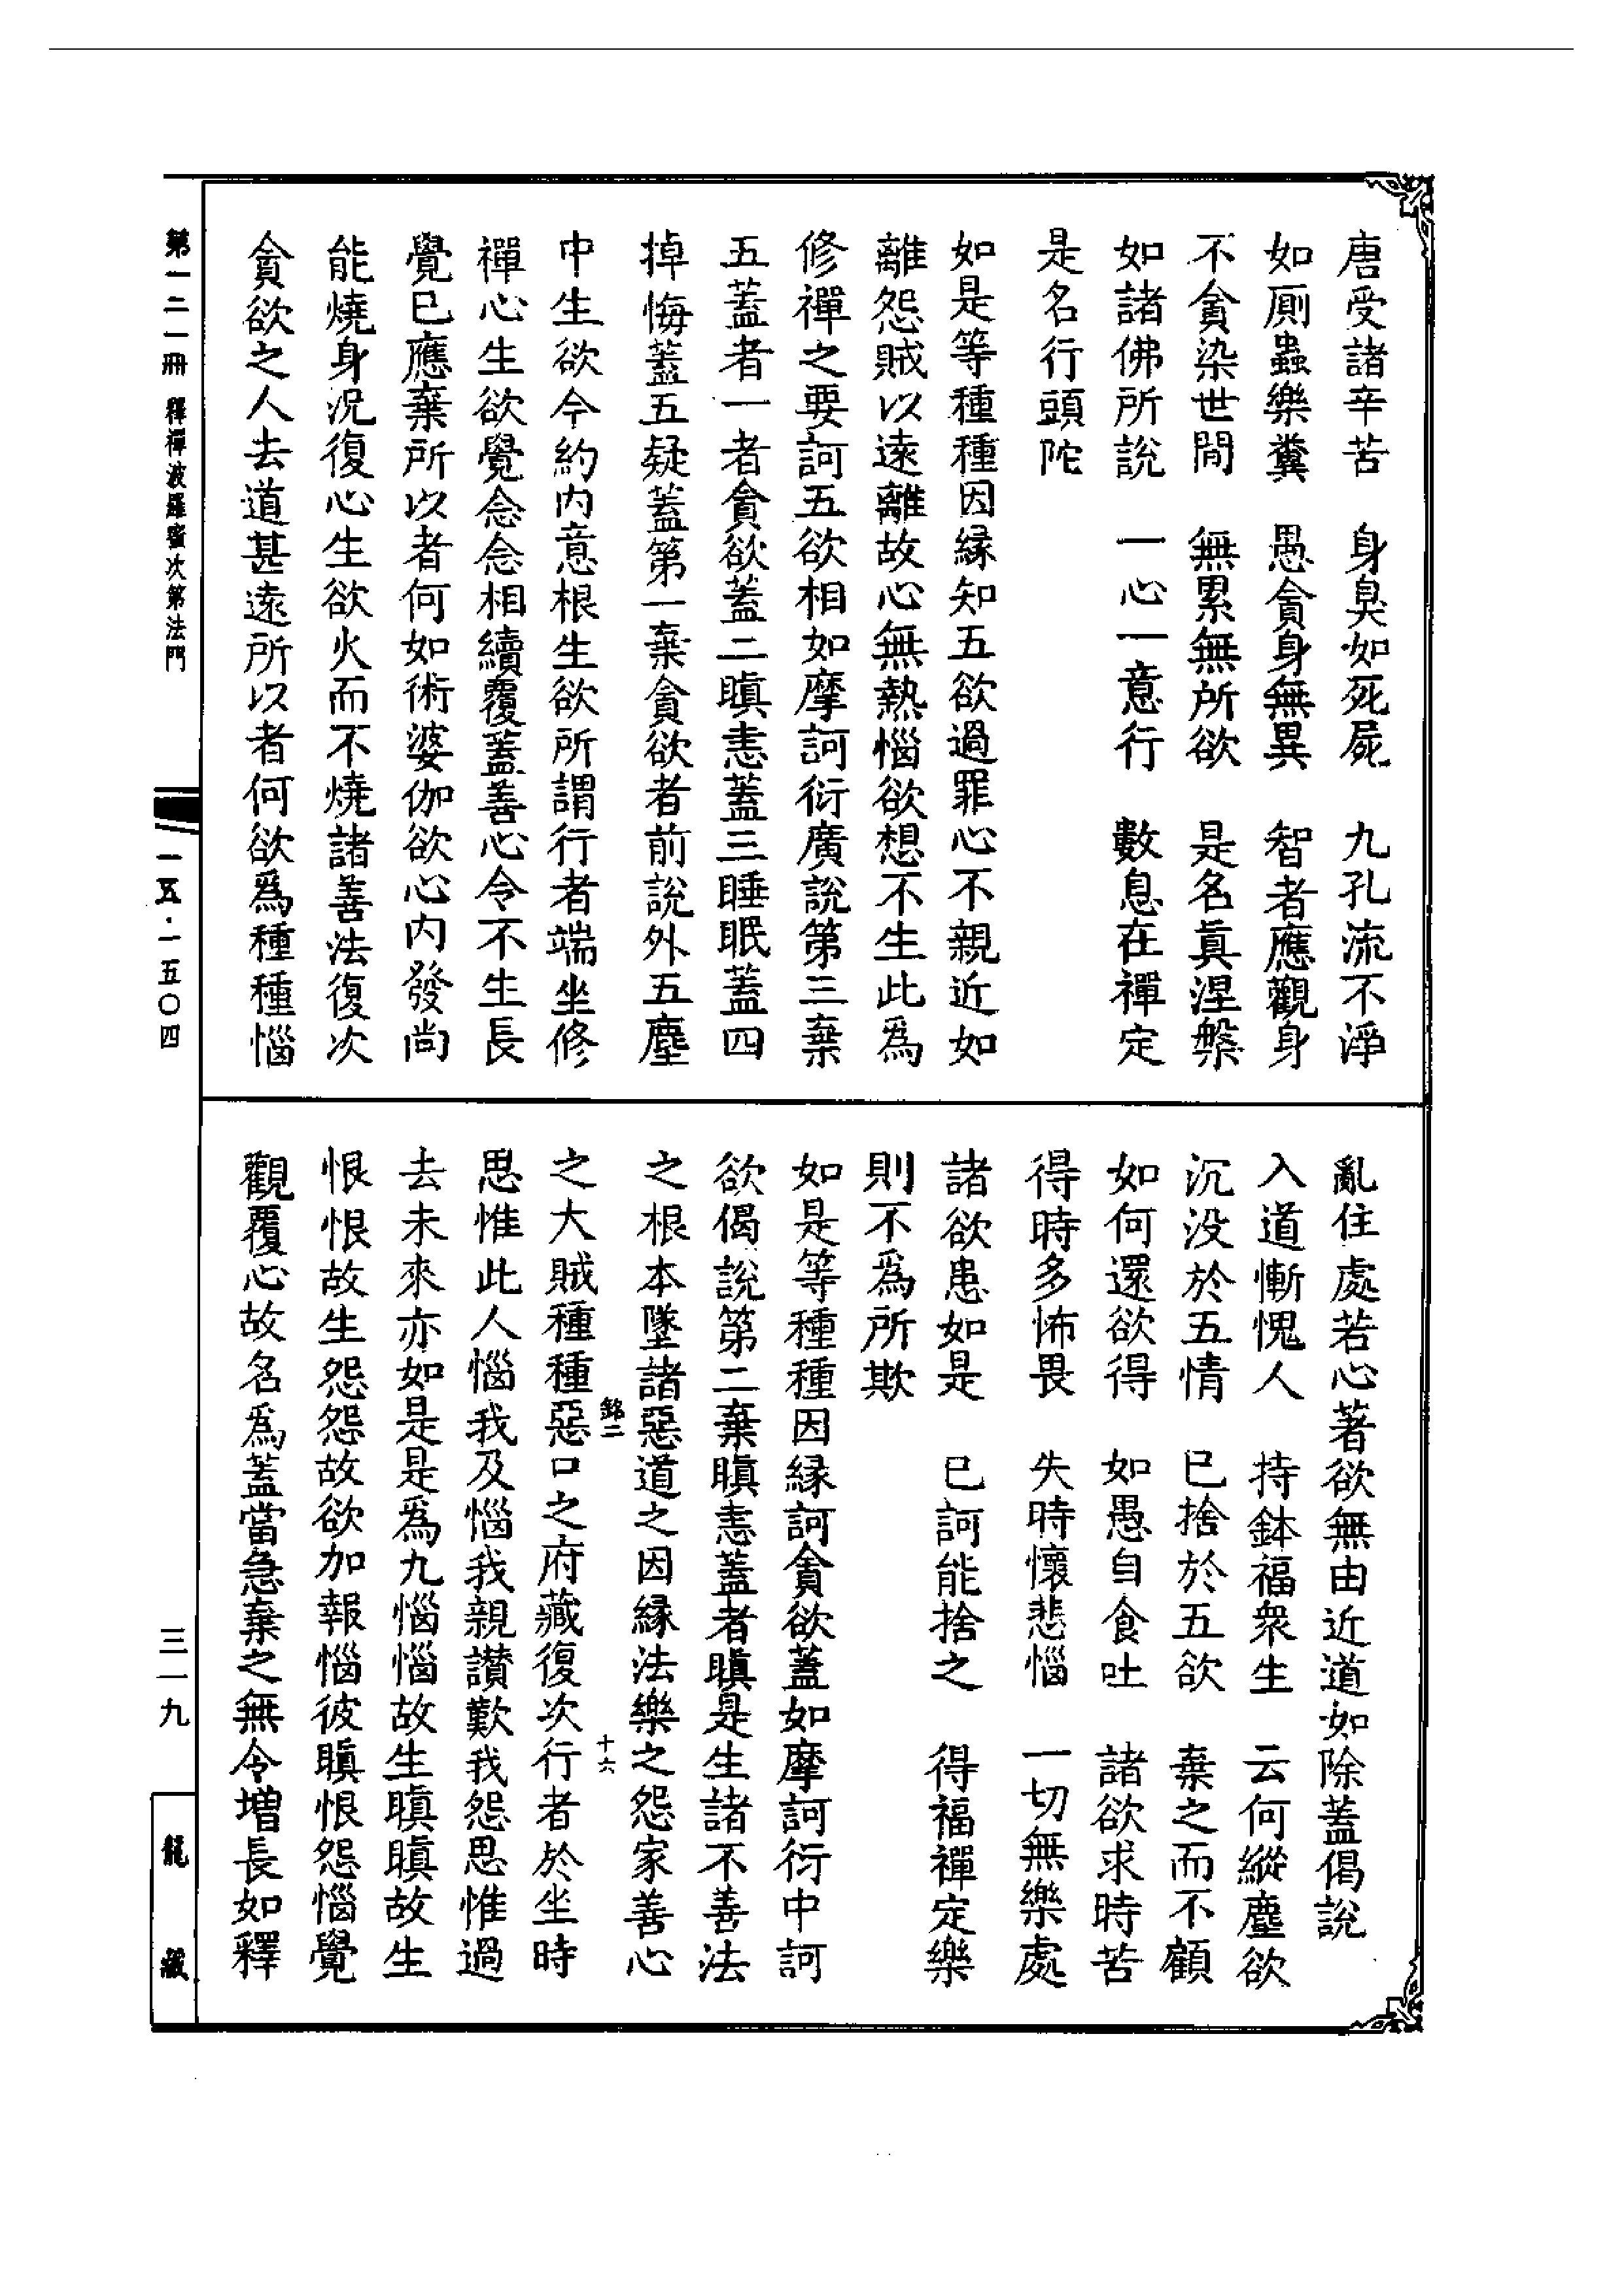 唐受諸辛苦　身臭如死屍　九孔流不淨
如厠蟲樂糞　愚貪身無異　智者應觀身
不貪染世間　無累無所欲　是名真涅槃
如諸佛所說　一心一意行　數息在禪定
是名行頭陀
如是等種種因緣知五欲過罪心不親近如
離怨賊以遠離故心無熱惱欲想不生此為
修禪之要訶五欲相如摩訶衍廣說第三棄
五蓋者一者貪欲蓋二瞋恚蓋三睡眠蓋四
掉悔蓋五疑蓋第一棄貪欲者前說外五塵
中生欲今約內意根生欲所謂行者端坐修
禪心生欲覺念念相續覆蓋善心令不生長
覺已應棄所以者何如術婆伽欲心內發尚
能燒身況復心生欲火而不燒諸善法復次
貪欲之人去道甚遠所以者何欲為種種惱
亂住處若心著欲無由近道如除蓋偈說
入道慚愧人　持鉢福衆生　云何縱塵欲
沉没於五情　已捨於五欲　棄之而不顧
如何還欲得　如愚自食吐　諸欲求時苦
得時多怖畏　失時懷悲惱　一切無樂處
諸欲患如是　已訶能捨之　得福禪定樂
則不為所欺
如是等種種因緣訶貪欲蓋如摩訶衍中訶
欲偈說第二棄瞋恚蓋者瞋是生諸不善法
之根本墜諸惡道之因緣法樂之怨家善心
銘二　十六
之大賊種種惡口之府藏復次行者於坐時
思惟此人惱我及惱我親讃歎我怨思惟過
去未來亦如是是為九惱惱故生瞋瞋故生
恨恨故生怨怨故欲加報惱彼瞋恨怨惱覺
觀覆心故名為蓋當急棄之無令增長如釋
第一二一冊　釋禪波羅蜜次第法門
一五·一五〇四
三一九
龍藏